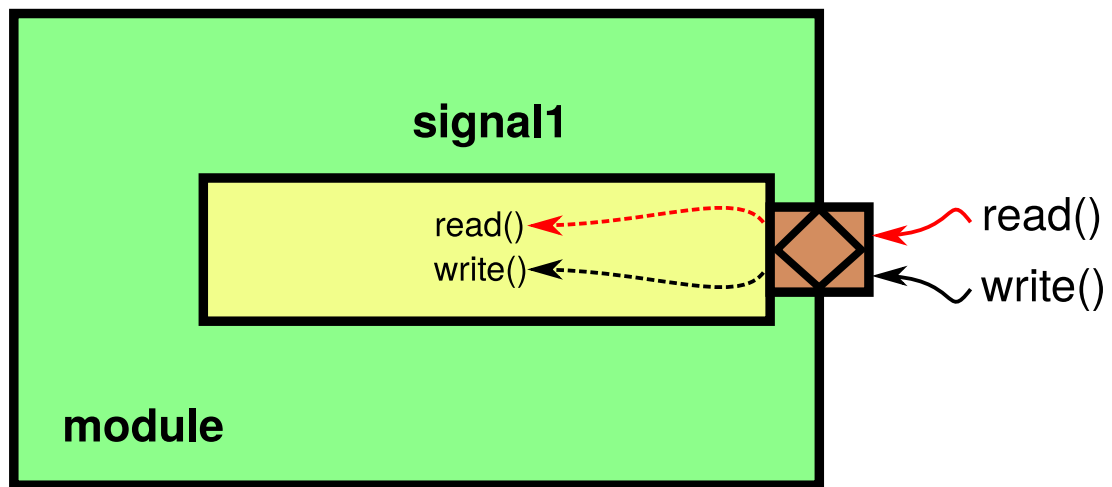 signal1
read()
read()
write()
write()
module